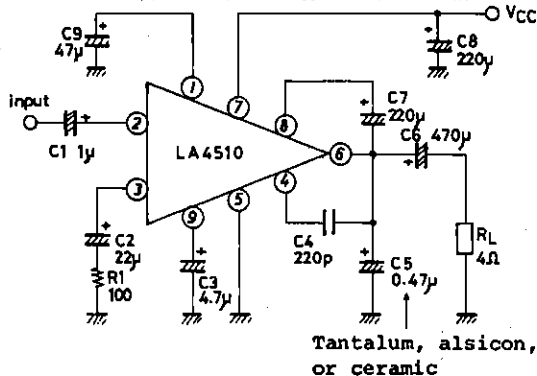 C9
47μ
VCC
C8
220μ
1
7
8
C7
220μ
input
C1 1μ
2
LA4510
6
C6 470μ
3
4
9
5
C2
22μ
R1
100
C3
4.7μ
C4
220p
C5
0.47μ
RL
4Ω
Tantalum, alsicon,
or ceramic